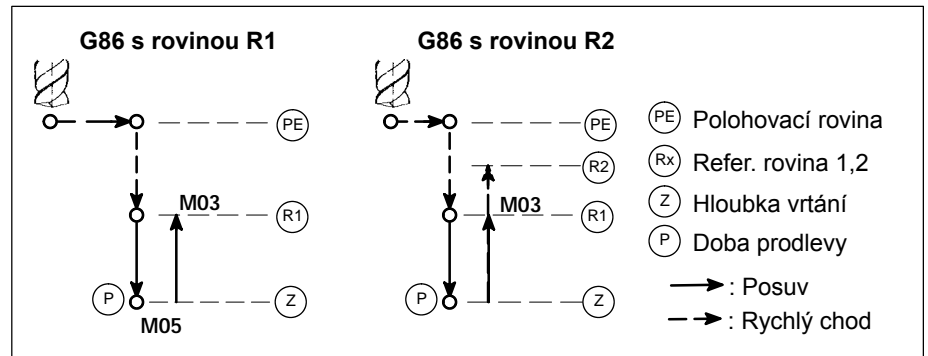 G86 s rovinou R1
G86 s rovinou R2
PE
PE
PE Polohovací rovina
R2
Rx Refer. rovina 1,2
M03
R1
M03
R1
Z Hloubka vrtání
P Doba prodlevy
P
Z
P
Z
M05
: Posuv
: Rychlý chod